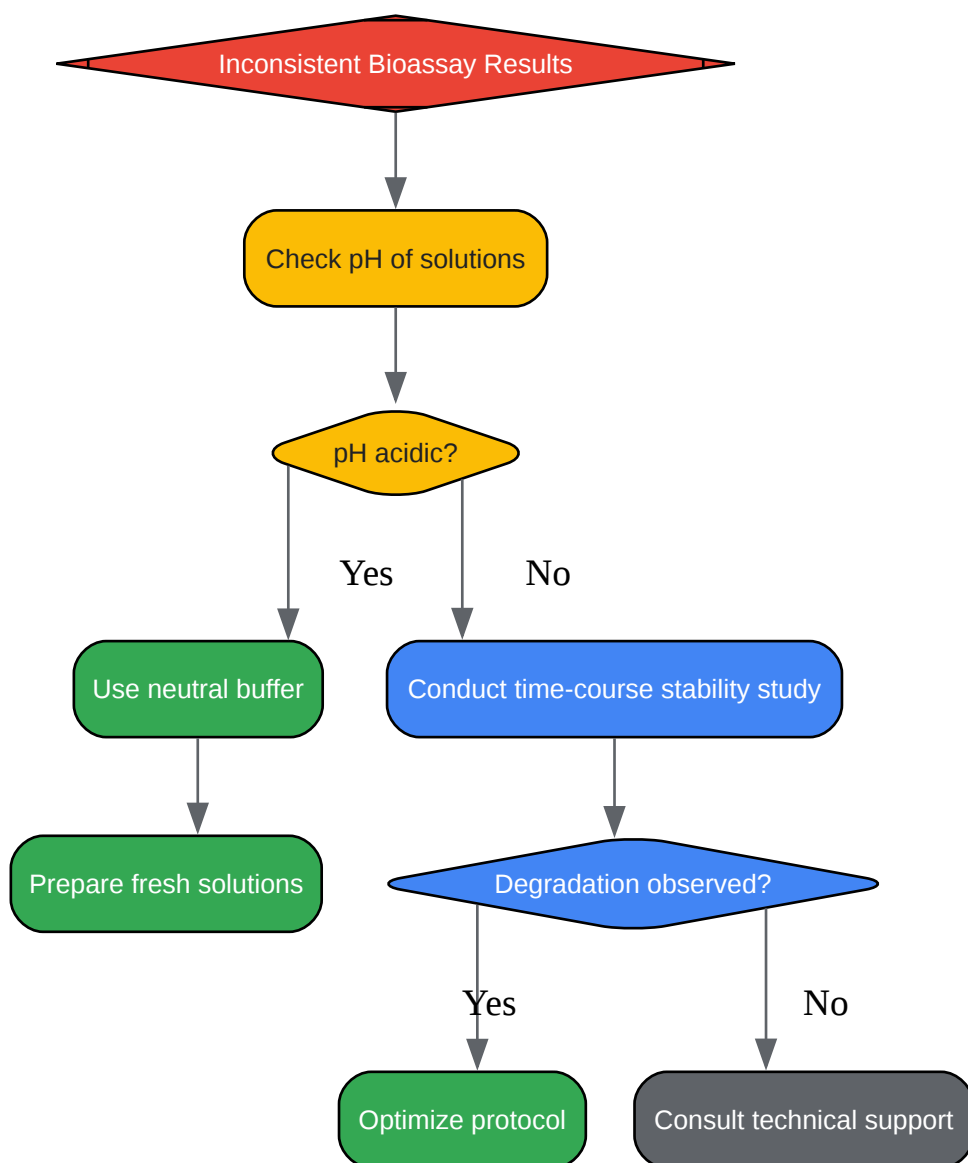 Inconsistent Bioassay Results
Check pH of solutions
pH acidic?
Yes
No
Use neutral buffer
Conduct time-course stability study
Prepare fresh solutions
Degradation observed?
Yes
No
Optimize protocol
Consult technical support